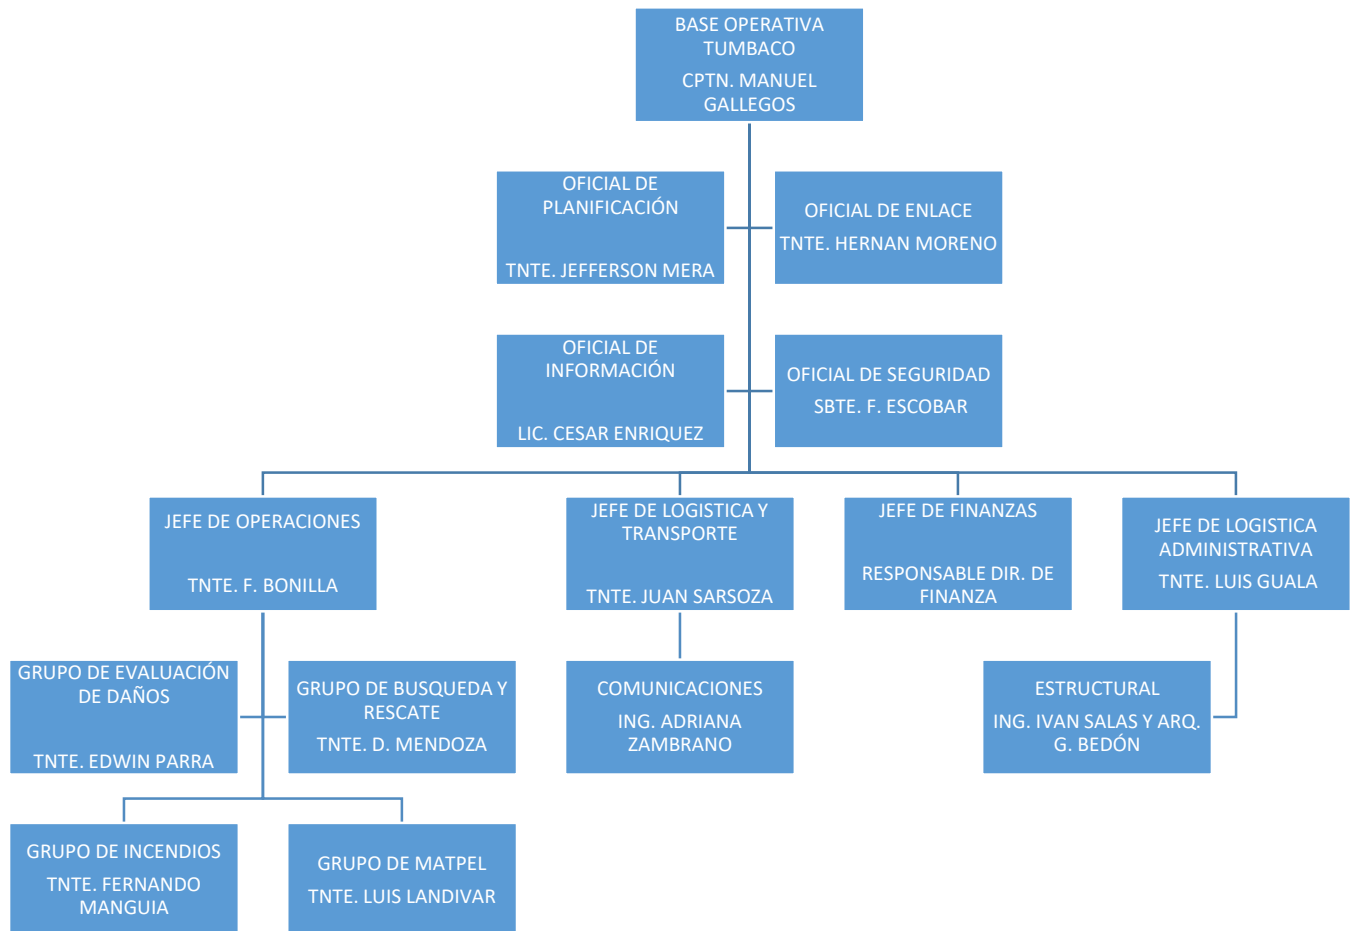 BASE OPERATIVA
TUMBACO
CPTN. MANUEL
GALLEGOS
OFICIAL DE
PLANIFICACIÓN
TNTE. JEFFERSON MERA
OFICIAL DE ENLACE
TNTE. HERNAN MORENO
OFICIAL DE
INFORMACIÓN
LIC. CESAR ENRIQUEZ
OFICIAL DE SEGURIDAD
SBTE. F. ESCOBAR
JEFE DE OPERACIONES
TNTE. F. BONILLA
JEFE DE LOGISTICA Y
TRANSPORTE
TNTE. JUAN SARSOZA
JEFE DE FINANZAS
RESPONSABLE DIR. DE
FINANZA
JEFE DE LOGISTICA
ADMINISTRATIVA
TNTE. LUIS GUALA
GRUPO DE EVALUACIÓN
DE DAÑOS
TNTE. EDWIN PARRA
GRUPO DE BUSQUEDA Y
RESCATE
TNTE. D. MENDOZA
COMUNICACIONES
ING. ADRIANA
ZAMBRANO
ESTRUCTURAL
ING. IVAN SALAS Y ARQ.
G. BEDÓN
GRUPO DE INCENDIOS
TNTE. FERNANDO
MANGUIA
GRUPO DE MATPEL
TNTE. LUIS LANDIVAR